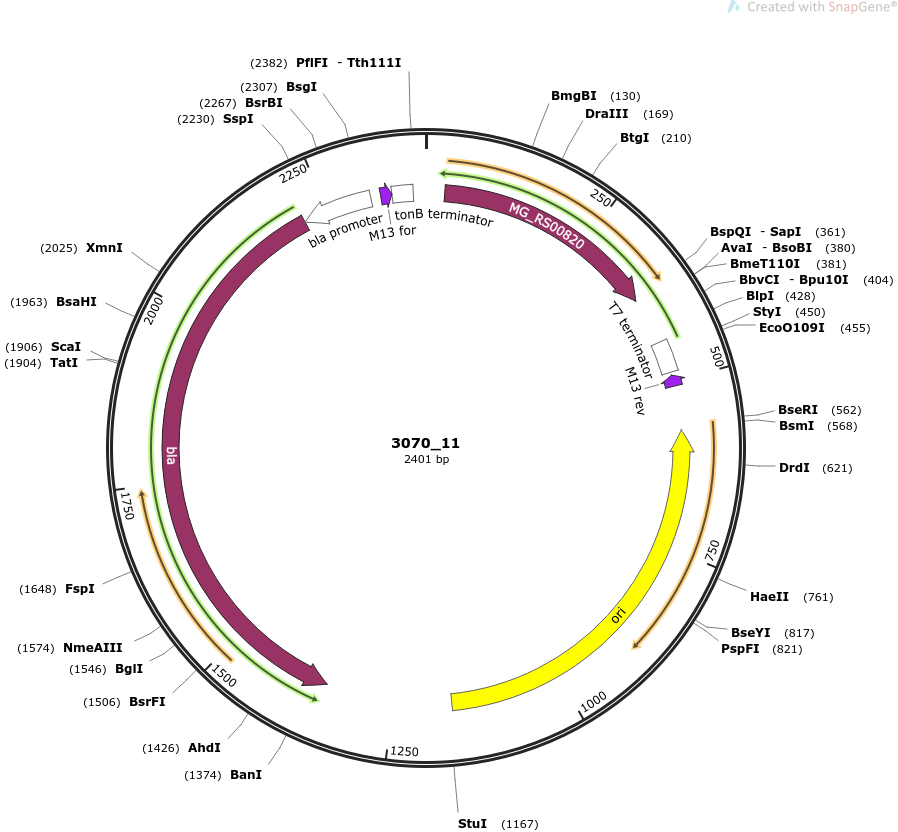 Created with SnapGene®
(2382) PflFI - Tth111I
(2307) BsgI
(2267) BsrBI
(2230) SspI
BmgBI (130)
DraIII (169)
BtgI (210)
2250
250
bla promoter
M13 for
tonB terminator
MG_RS00820
BspQI - SapI (361)
AvaI - BsoBI (380)
BmeT110I (381)
BbvCI - Bpu10I (404)
BlpI (428)
StyI (450)
EcoO109I (455)
(2025) XmnI
(1963) BsaHI
(1906) ScaI
(1904) TatI
2000
T7 terminator
M13 rev
500
BseRI (562)
BsmI (568)
DrdI (621)
3070_11
2401 bp
bla
1750
750
(1648) FspI
(1574) NmeAIII
(1546) BglI
(1506) BsrFI
1500
ori
HaeII (761)
BseYI (817)
PspFI (821)
1000
1250
(1426) AhdI
(1374) BanI
StuI (1167)